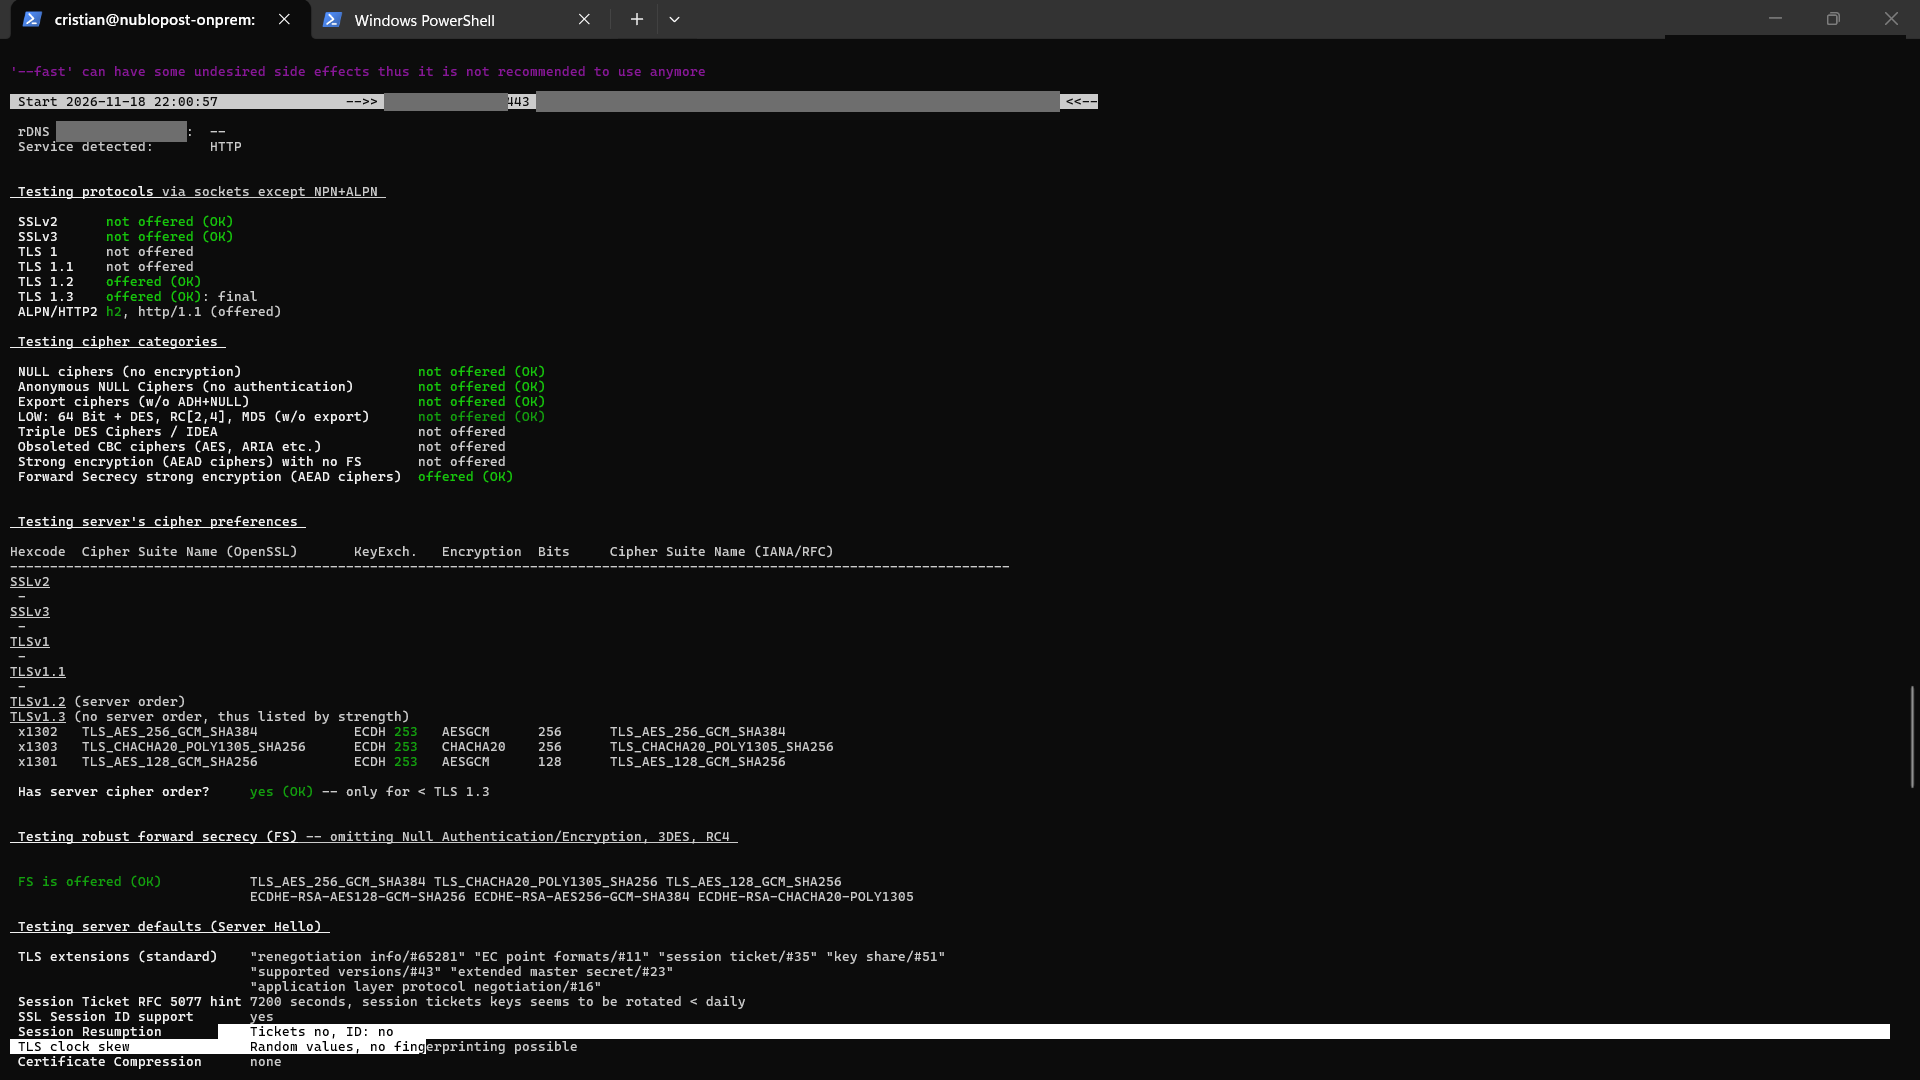 cristian@nublopost-onprem:
Windows PowerShell
'--fast' can have some undesired side effects thus it is not recommended to use anymore
Start 2026-11-18 22:00:57 -->> 443 <<--
rDNS : --
Service detected: HTTP
Testing protocols via sockets except NPN+ALPN
SSLv2 not offered (OK)
SSLv3 not offered (OK)
TLS 1 not offered
TLS 1.1 not offered
TLS 1.2 offered (OK)
TLS 1.3 offered (OK): final
ALPN/HTTP2 h2, http/1.1 (offered)
Testing cipher categories
NULL ciphers (no encryption) not offered (OK)
Anonymous NULL Ciphers (no authentication) not offered (OK)
Export ciphers (w/o ADH+NULL) not offered (OK)
LOW: 64 Bit + DES, RC[2,4], MD5 (w/o export) not offered (OK)
Triple DES Ciphers / IDEA not offered
Obsoleted CBC ciphers (AES, ARIA etc.) not offered
Strong encryption (AEAD ciphers) with no FS not offered
Forward Secrecy strong encryption (AEAD ciphers) offered (OK)
Testing server's cipher preferences
Hexcode Cipher Suite Name (OpenSSL) KeyExch. Encryption Bits Cipher Suite Name (IANA/RFC)
-----------------------------------------------------------------------------------------------------------------------------
SSLv2
-
SSLv3
-
TLSv1
-
TLSv1.1
-
TLSv1.2 (server order)
TLSv1.3 (no server order, thus listed by strength)
x1302 TLS_AES_256_GCM_SHA384 ECDH 253 AESGCM 256 TLS_AES_256_GCM_SHA384
x1303 TLS_CHACHA20_POLY1305_SHA256 ECDH 253 CHACHA20 256 TLS_CHACHA20_POLY1305_SHA256
x1301 TLS_AES_128_GCM_SHA256 ECDH 253 AESGCM 128 TLS_AES_128_GCM_SHA256
Has server cipher order? yes (OK) -- only for < TLS 1.3
Testing robust forward secrecy (FS) -- omitting Null Authentication/Encryption, 3DES, RC4
FS is offered (OK) TLS_AES_256_GCM_SHA384 TLS_CHACHA20_POLY1305_SHA256 TLS_AES_128_GCM_SHA256
ECDHE-RSA-AES128-GCM-SHA256 ECDHE-RSA-AES256-GCM-SHA384 ECDHE-RSA-CHACHA20-POLY1305
Testing server defaults (Server Hello)
TLS extensions (standard) "renegotiation info/#65281" "EC point formats/#11" "session ticket/#35" "key share/#51"
"supported versions/#43" "extended master secret/#23"
"application layer protocol negotiation/#16"
Session Ticket RFC 5077 hint 7200 seconds, session tickets keys seems to be rotated < daily
SSL Session ID support yes
Session Resumption Tickets no, ID: no
TLS clock skew Random values, no fingerprinting possible
Certificate Compression none